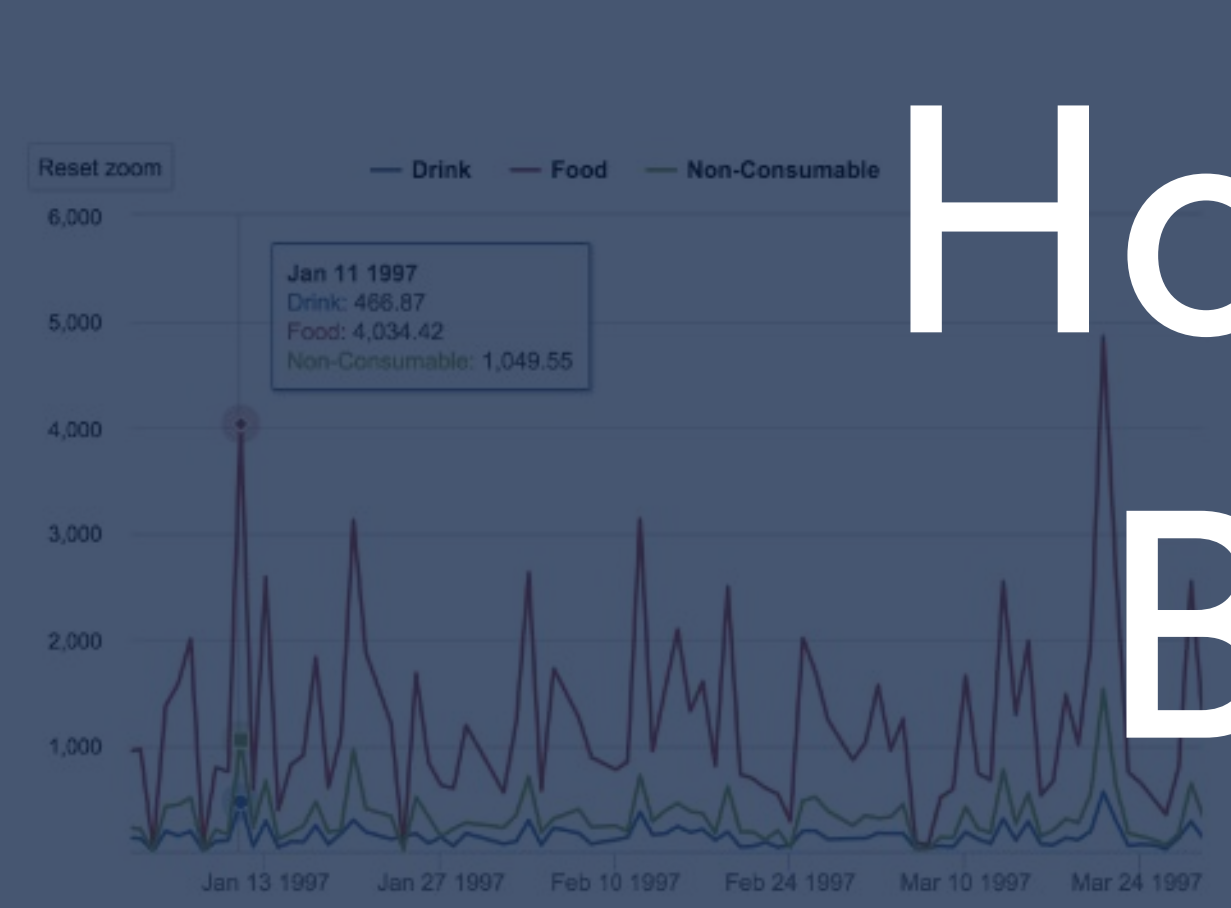 Reset zoom
Drink Food Non-Consumable
Ho
6,000
Jan 11 1997
Drink: 466.87
5,000
Food: 4,034.42
Non-Consumable: 1,049.55
4,000
3,000
B
2,000
1,000
Jan 13 1997 Jan 27 1997 Feb 10 1997 Feb 24 1997 Mar 10 1997 Mar 24 1997